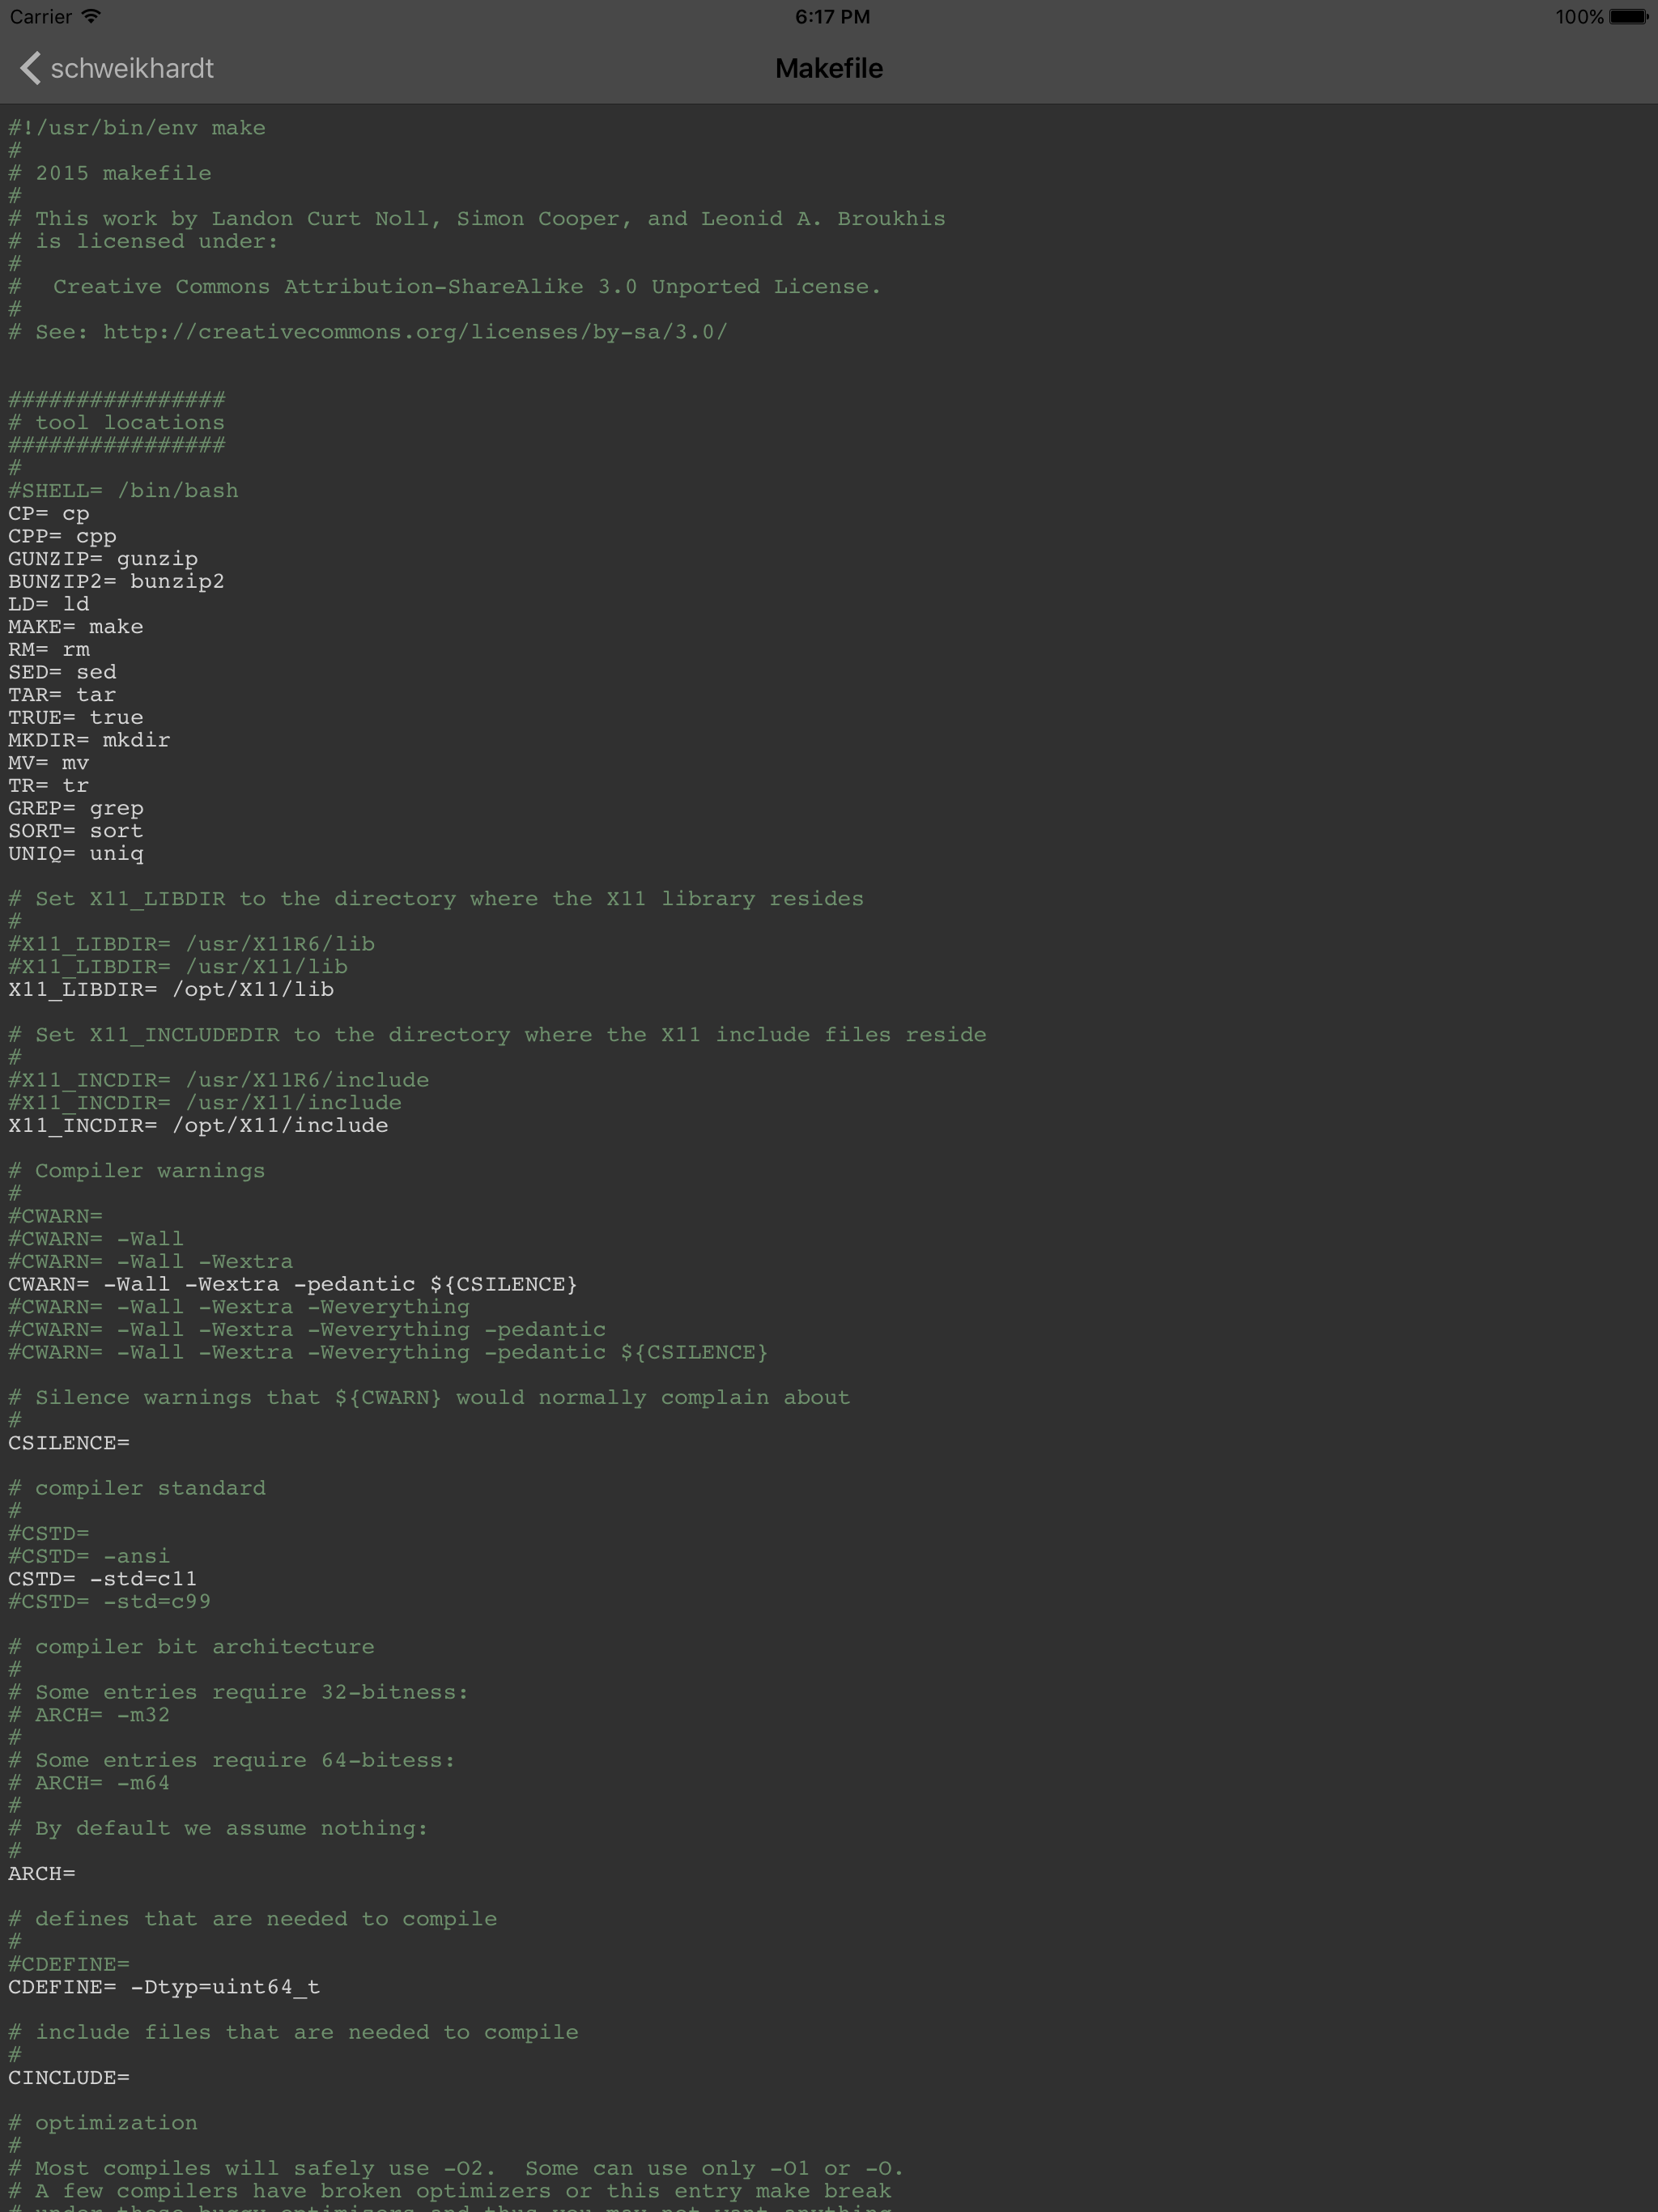 Carrier 6:17 PM 100%
schweikhardt Makefile
#!/usr/bin/env make
#
# 2015 makefile
#
# This work by Landon Curt Noll, Simon Cooper, and Leonid A. Broukhis
# is licensed under:
#
#  Creative Commons Attribution-ShareAlike 3.0 Unported License.
#
# See: http://creativecommons.org/licenses/by-sa/3.0/
################
# tool locations
################
#
#SHELL= /bin/bash
CP= cp
CPP= cpp
GUNZIP= gunzip
BUNZIP2= bunzip2
LD= ld
MAKE= make
RM= rm
SED= sed
TAR= tar
TRUE= true
MKDIR= mkdir
MV= mv
TR= tr
GREP= grep
SORT= sort
UNIQ= uniq
# Set X11_LIBDIR to the directory where the X11 library resides
#
#X11_LIBDIR= /usr/X11R6/lib
#X11_LIBDIR= /usr/X11/lib
X11_LIBDIR= /opt/X11/lib
# Set X11_INCLUDEDIR to the directory where the X11 include files reside
#
#X11_INCDIR= /usr/X11R6/include
#X11_INCDIR= /usr/X11/include
X11_INCDIR= /opt/X11/include
# Compiler warnings
#
#CWARN=
#CWARN= -Wall
#CWARN= -Wall -Wextra
CWARN= -Wall -Wextra -pedantic ${CSILENCE}
#CWARN= -Wall -Wextra -Weverything
#CWARN= -Wall -Wextra -Weverything -pedantic
#CWARN= -Wall -Wextra -Weverything -pedantic ${CSILENCE}
# Silence warnings that ${CWARN} would normally complain about
#
CSILENCE=
# compiler standard
#
#CSTD=
#CSTD= -ansi
CSTD= -std=c11
#CSTD= -std=c99
# compiler bit architecture
#
# Some entries require 32-bitness:
# ARCH= -m32
#
# Some entries require 64-bitess:
# ARCH= -m64
#
# By default we assume nothing:
#
ARCH=
# defines that are needed to compile
#
#CDEFINE=
CDEFINE= -Dtyp=uint64_t
# include files that are needed to compile
#
CINCLUDE=
# optimization
#
# Most compiles will safely use -O2.  Some can use only -O1 or -O.
# A few compilers have broken optimizers or this entry make break
# under those buggy optimizers and thus you may not want anything